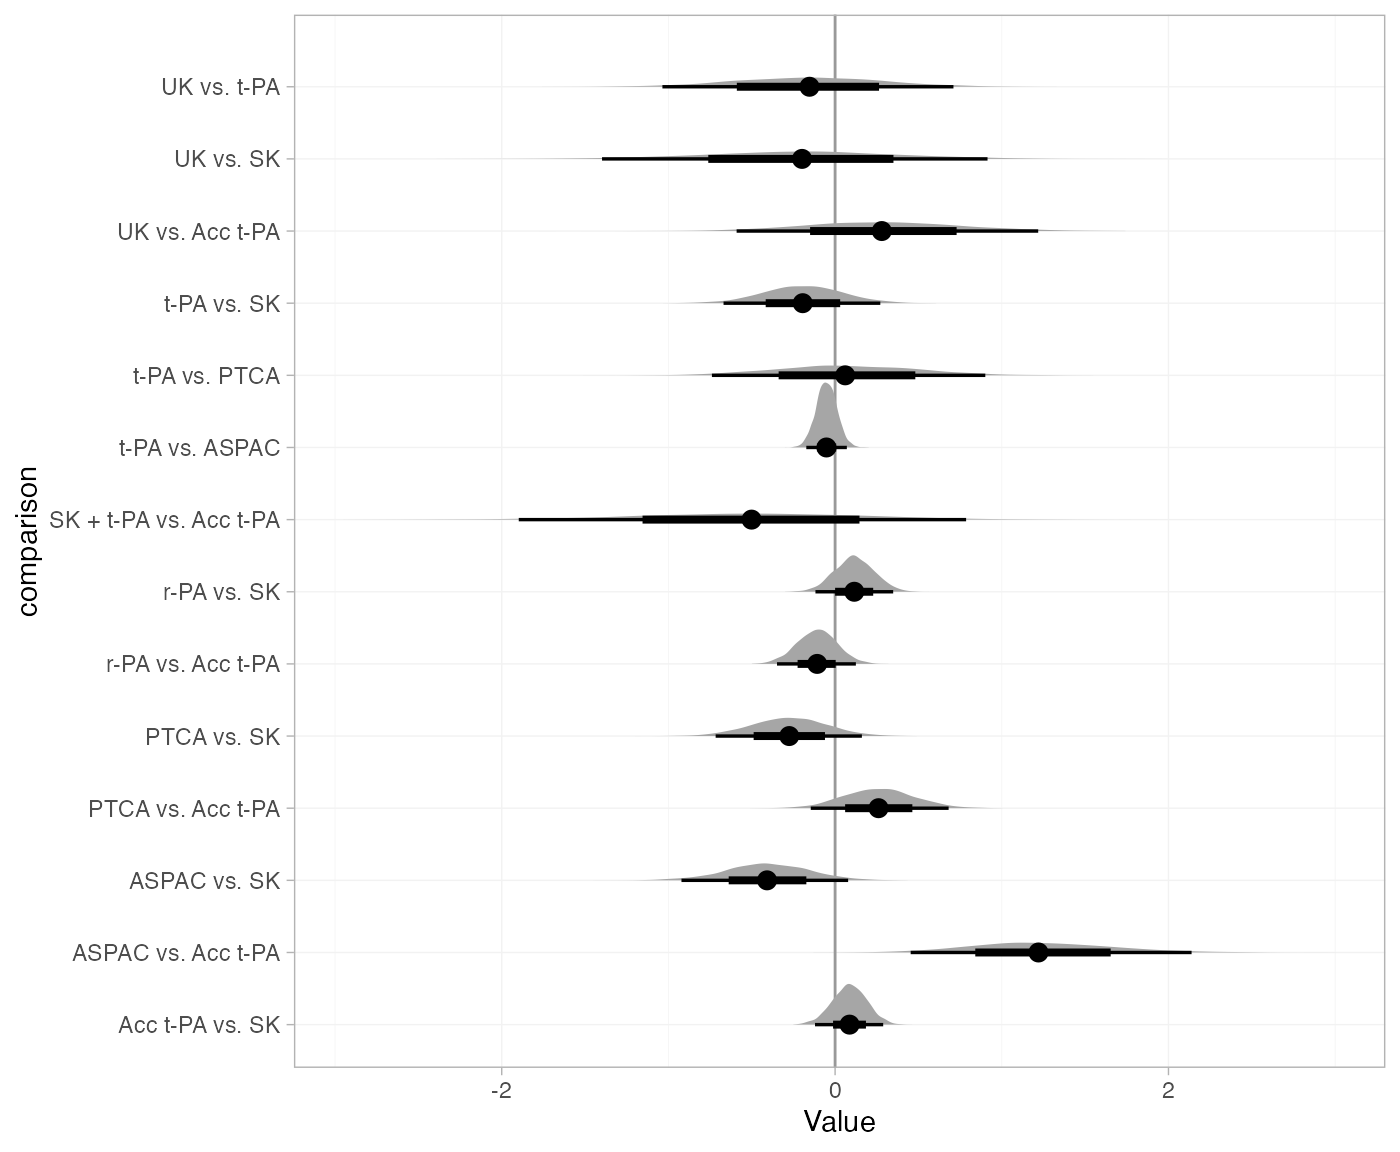 UK vs. t-PA
UK vs. SK
UK vs. Acc t-PA
t-PA vs. SK
t-PA vs. PTCA
t-PA vs. ASPAC
SK + t-PA vs. Acc t-PA
r-PA vs. SK
r-PA vs. Acc t-PA
PTCA vs. SK
PTCA vs. Acc t-PA
ASPAC vs. SK
ASPAC vs. Acc t-PA
Acc t-PA vs. SK
comparison
-2 0 2
Value